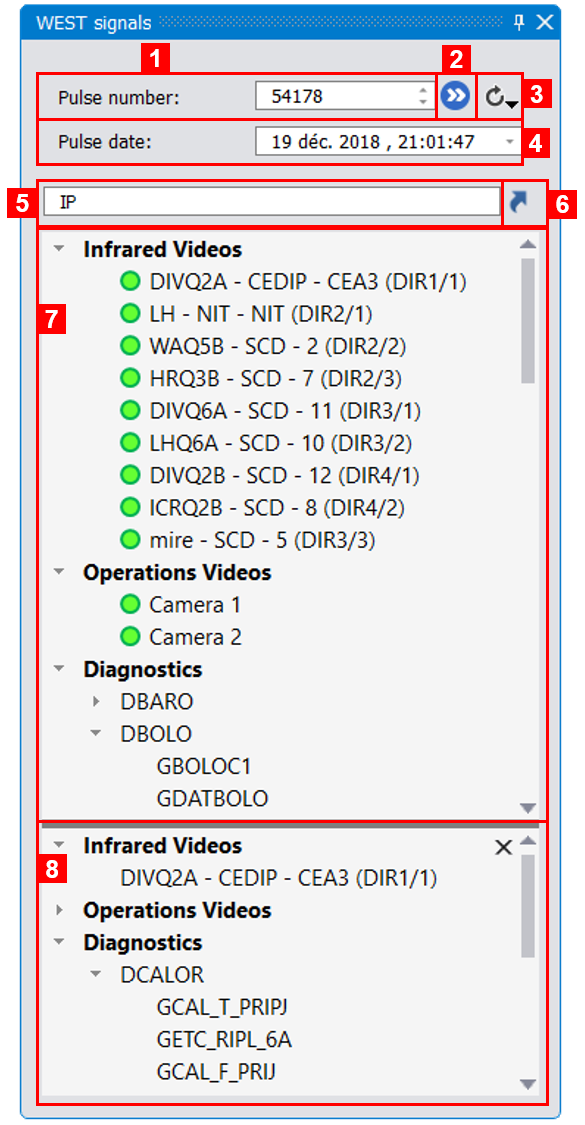 WEST signals
1
2
Pulse number: 54178
3
Pulse date: 19 déc. 2018 , 21:01:47
4
5
IP
6
7
Infrared Videos
DIVQ2A - CEDIP - CEA3 (DIR1/1)
LH - NIT - NIT (DIR2/1)
WAQ5B - SCD - 2 (DIR2/2)
HRQ3B - SCD - 7 (DIR2/3)
DIVQ6A - SCD - 11 (DIR3/1)
LHQ6A - SCD - 10 (DIR3/2)
DIVQ2B - SCD - 12 (DIR4/1)
ICRQ2B - SCD - 8 (DIR4/2)
mire - SCD - 5 (DIR3/3)
Operations Videos
Camera 1
Camera 2
Diagnostics
DBARO
DBOLO
GBOLOC1
GDATBOLO
8
Infrared Videos
DIVQ2A - CEDIP - CEA3 (DIR1/1)
Operations Videos
Diagnostics
DCALOR
GCAL_T_PRIPJ
GETC_RIPL_6A
GCAL_F_PRIJ